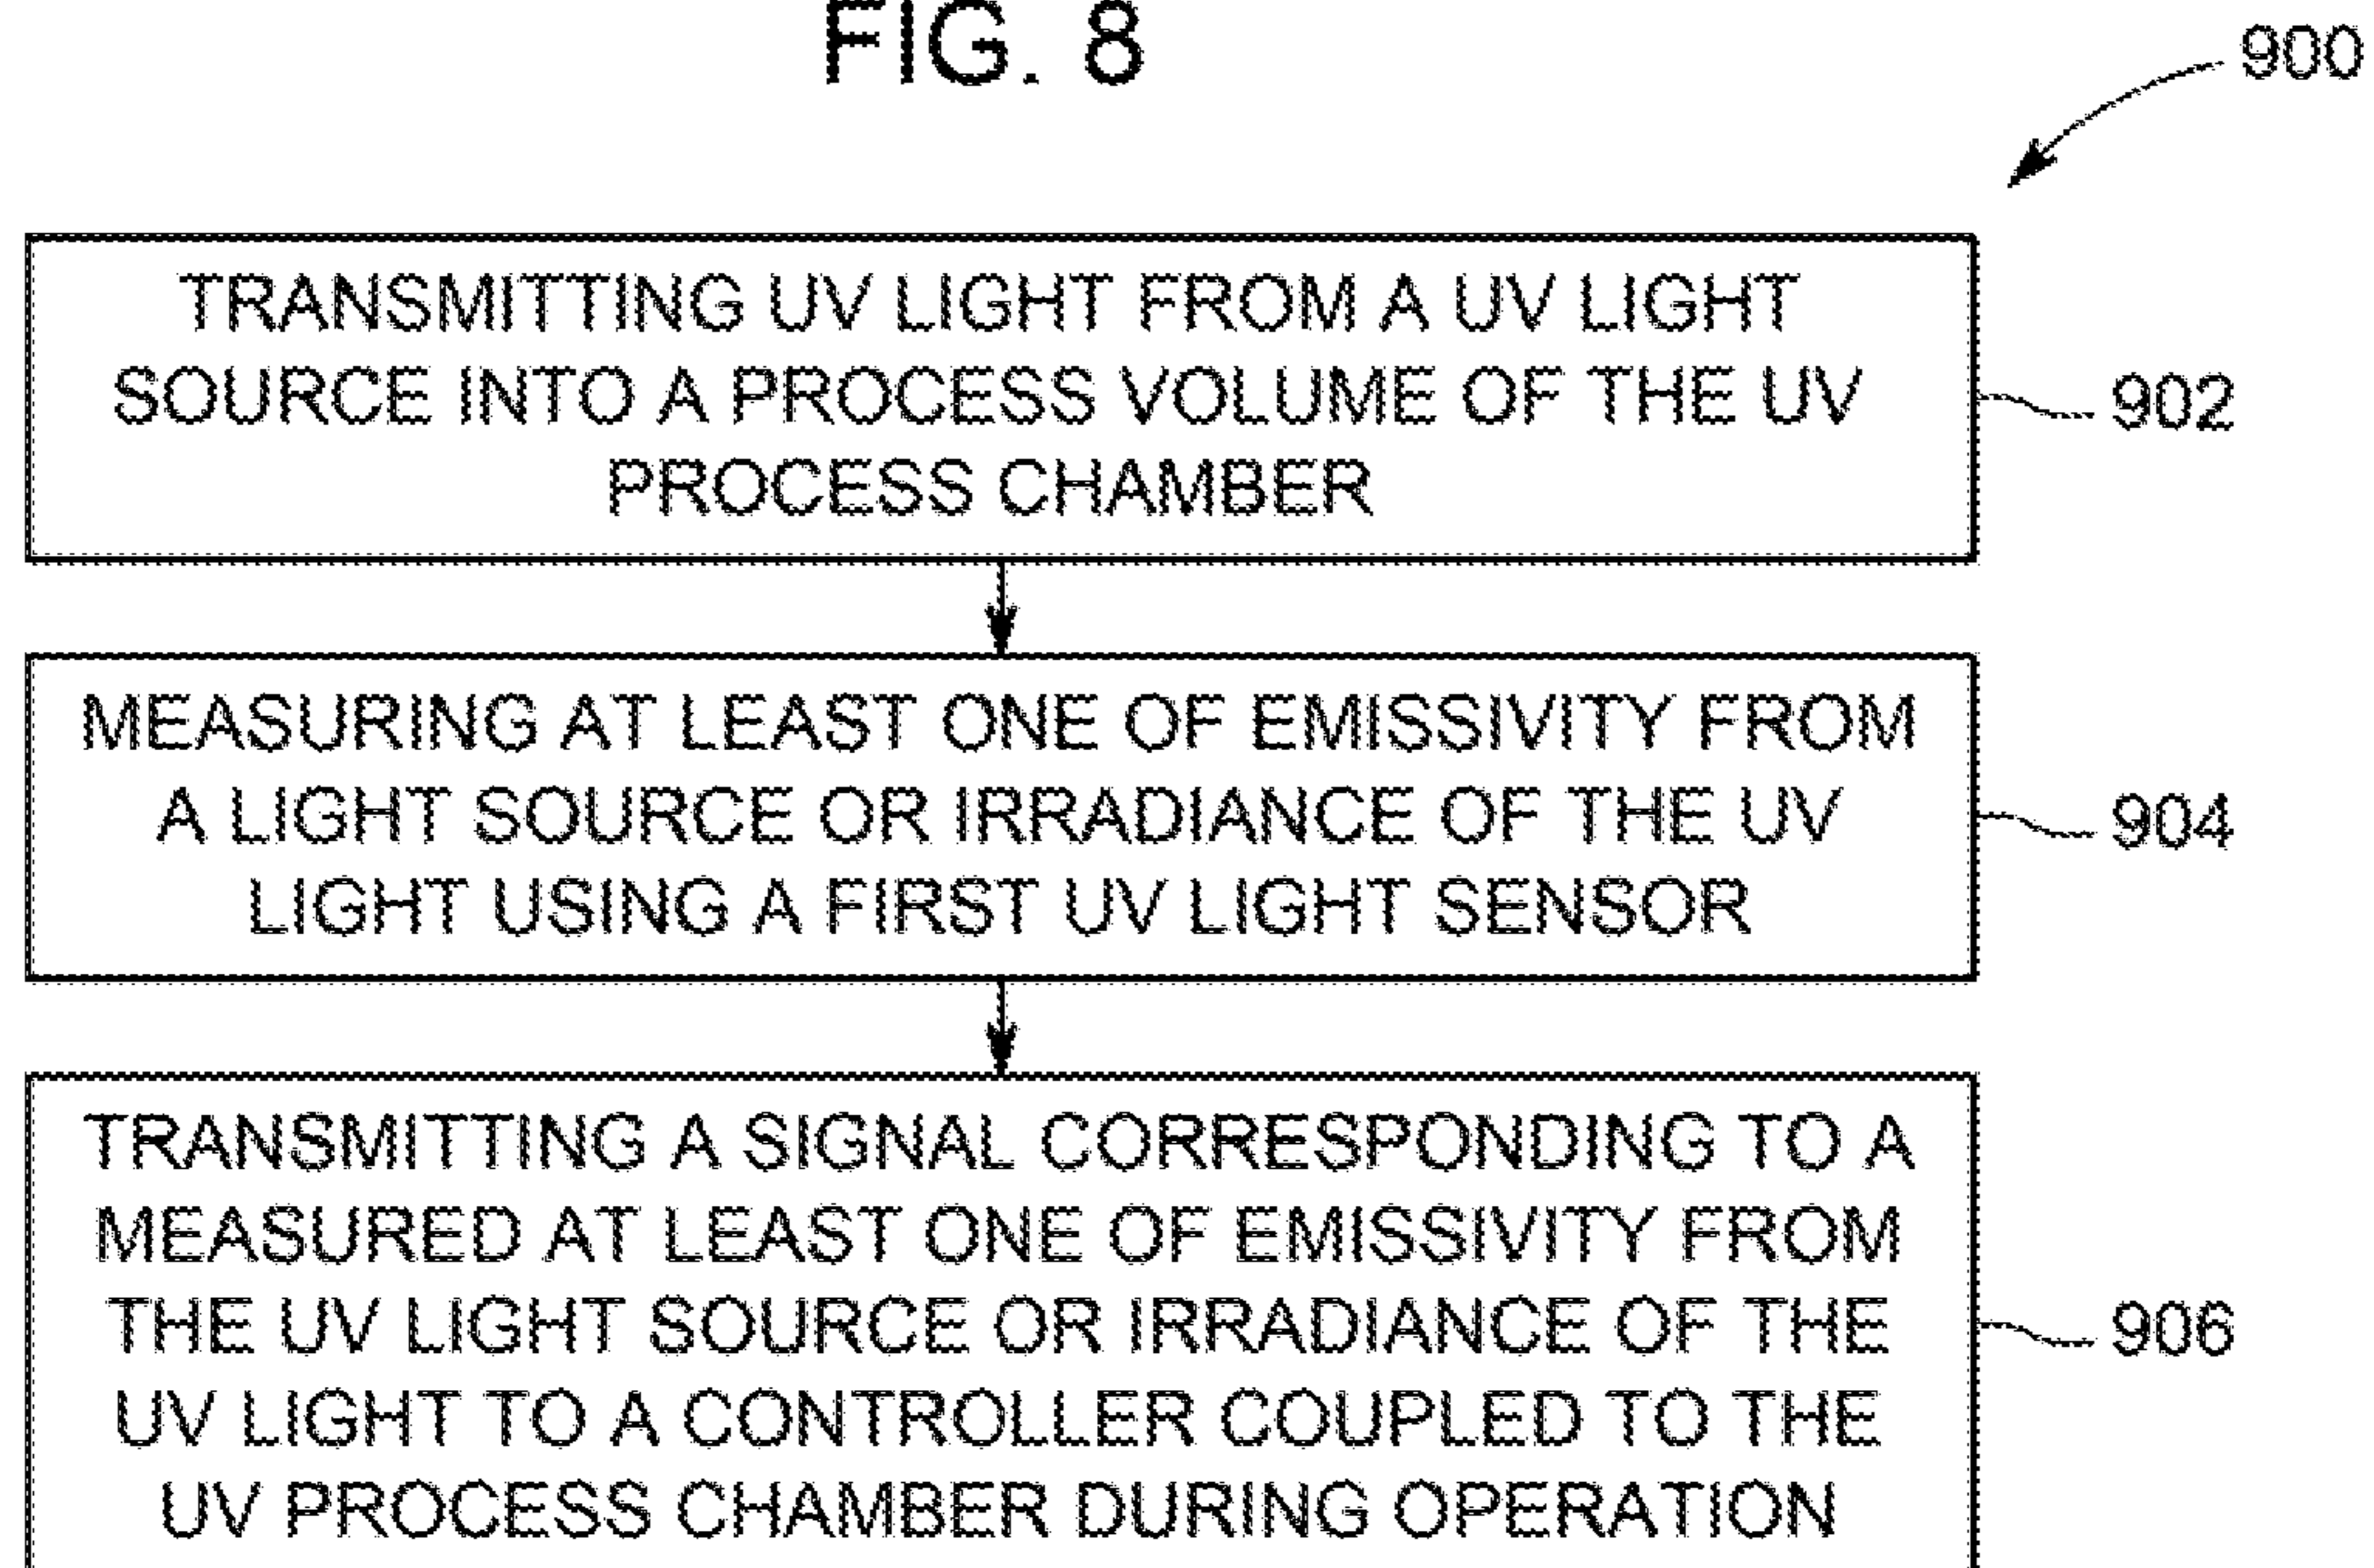 FIG. 8
900
TRANSMITTING UV LIGHT FROM A UV LIGHT
SOURCE INTO A PROCESS VOLUME OF THE UV
PROCESS CHAMBER
902
MEASURING AT LEAST ONE OF EMISSIVITY FROM
A LIGHT SOURCE OR IRRADIANCE OF THE UV
LIGHT USING A FIRST UV LIGHT SENSOR
904
TRANSMITTING A SIGNAL CORRESPONDING TO A
MEASURED AT LEAST ONE OF EMISSIVITY FROM
THE UV LIGHT SOURCE OR IRRADIANCE OF THE
UV LIGHT TO A CONTROLLER COUPLED TO THE
UV PROCESS CHAMBER DURING OPERATION
906